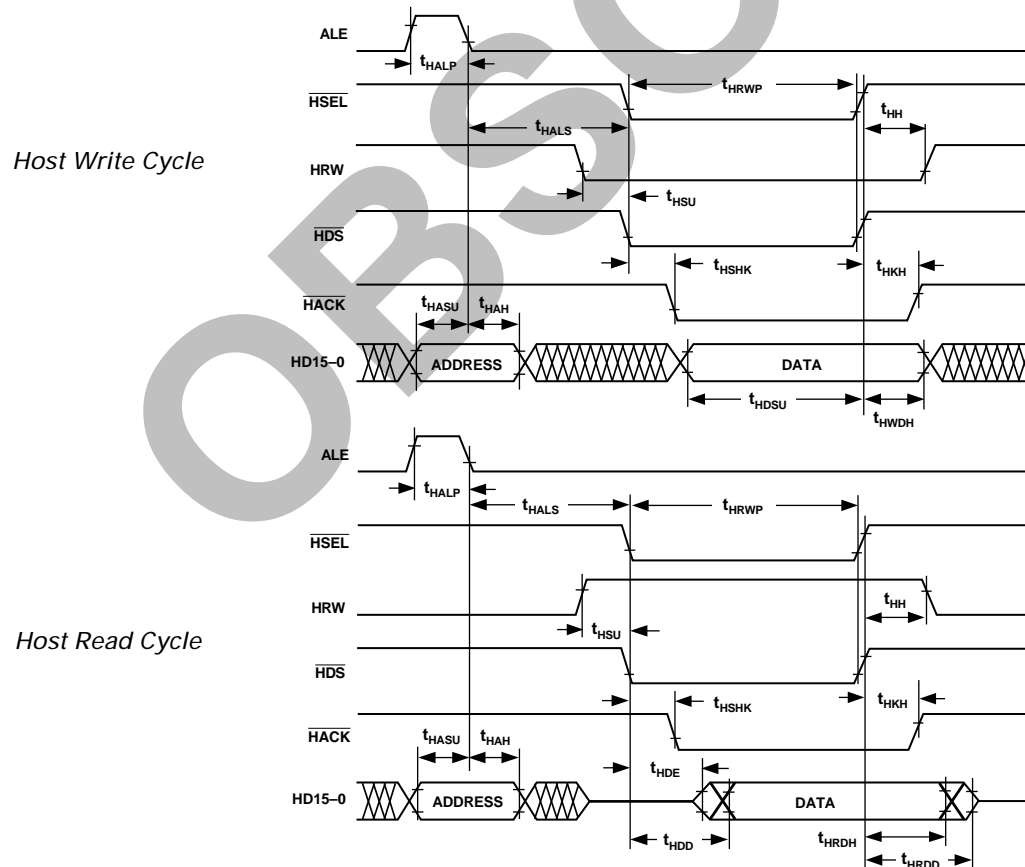 Host Write Cycle
ALE
tHALP
HSEL
tHRWP
tHH
tHALS
HRW
tHSU
HDS
tHSHK
tHKH
HACK
tHASU
tHAH
HD15–0
ADDRESS
DATA
tHDSU
tHWDH
Host Read Cycle
ALE
tHALP
tHALS
tHRWP
HSEL
HRW
tHH
tHSU
HDS
tHSHK
tHKH
HACK
tHASU
tHAH
tHDE
HD15–0
ADDRESS
DATA
tHDD
tHRDH
tHRDD
OBSO